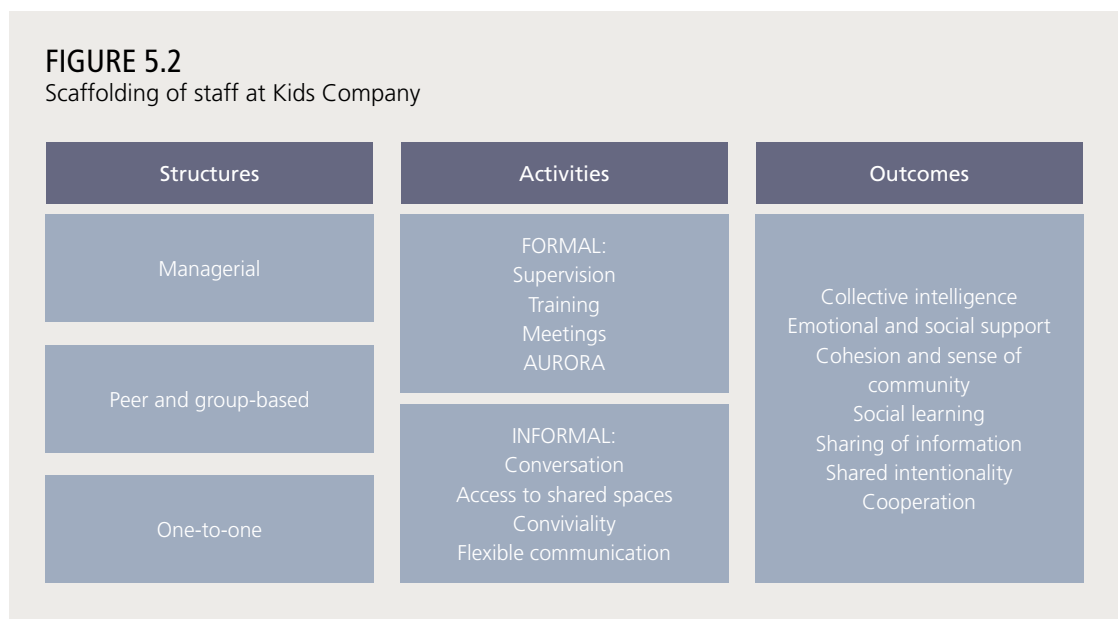 FIGURE 5.2
Scaffolding of staff at Kids Company
Structures
Managerial
Peer and group-based
One-to-one
Activities
FORMAL:
Supervision
Training
Meetings
AURORA
INFORMAL:
Conversation
Access to shared spaces
Conviviality
Flexible communication
Outcomes
Collective intelligence
Emotional and social support
Cohesion and sense of
community
Social learning
Sharing of information
Shared intentionality
Cooperation